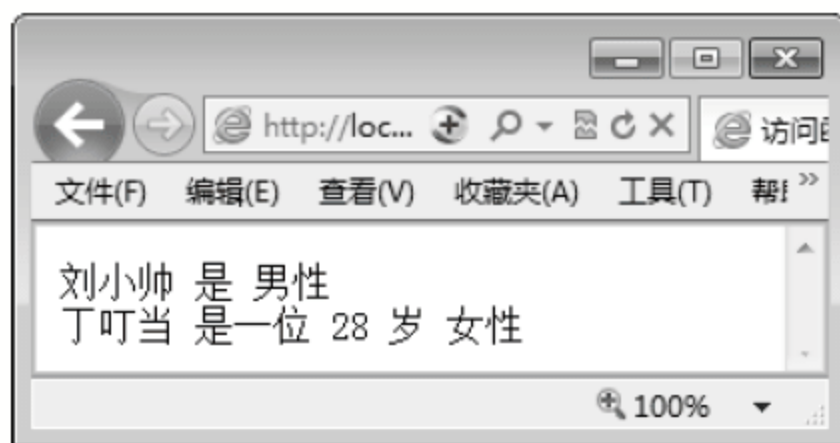 http://loc...
访问
文件(F) 编辑(E) 查看(V) 收藏夹(A) 工具(T)
刘小帅 是 男性
丁叮当 是一位 28 岁 女性
100%